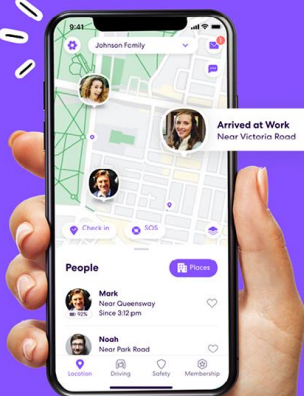 9:41
Johnson Family
Arrived at Work
Near Victoria Road
Check in
SOS
People
Places
Mark
Near Queensway
92%
Since 3:12 pm
Noah
Near Park Road
Location
Driving
Safety
Membership